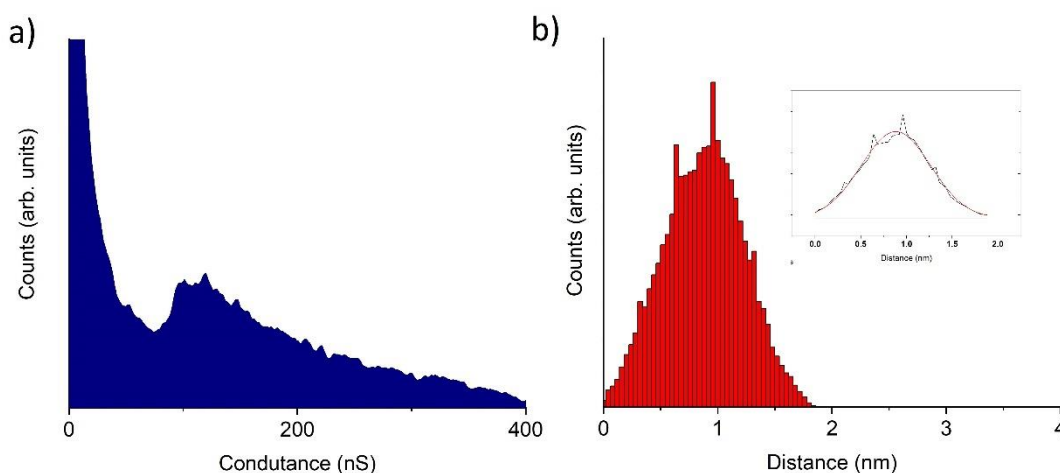 a)
Counts (arb. units)
0
200
400
Condutance (nS)
b)
Counts (arb. units)
0
1
2
3
4
Distance (nm)
0.0
0.5
1.0
1.5
2.0
Distance (nm)